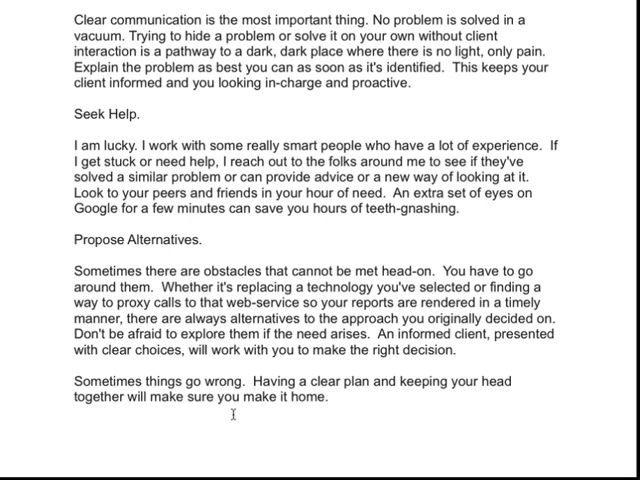 Clear communication is the most important thing. No problem is solved in a
vacuum. Trying to hide a problem or solve it on your own without client
interaction is a pathway to a dark, dark place where there is no light, only pain.
Explain the problem as best you can as soon as it's identified.  This keeps your
client informed and you looking in-charge and proactive.
Seek Help.
I am lucky. I work with some really smart people who have a lot of experience.  If
I get stuck or need help, I reach out to the folks around me to see if they've
solved a similar problem or can provide advice or a new way of looking at it.
Look to your peers and friends in your hour of need.  An extra set of eyes on
Google for a few minutes can save you hours of teeth-gnashing.
Propose Alternatives.
Sometimes there are obstacles that cannot be met head-on.  You have to go
around them.  Whether it's replacing a technology you've selected or finding a
way to proxy calls to that web-service so your reports are rendered in a timely
manner, there are always alternatives to the approach you originally decided on.
Don't be afraid to explore them if the need arises.  An informed client, presented
with clear choices, will work with you to make the right decision.
Sometimes things go wrong.  Having a clear plan and keeping your head
together will make sure you make it home.